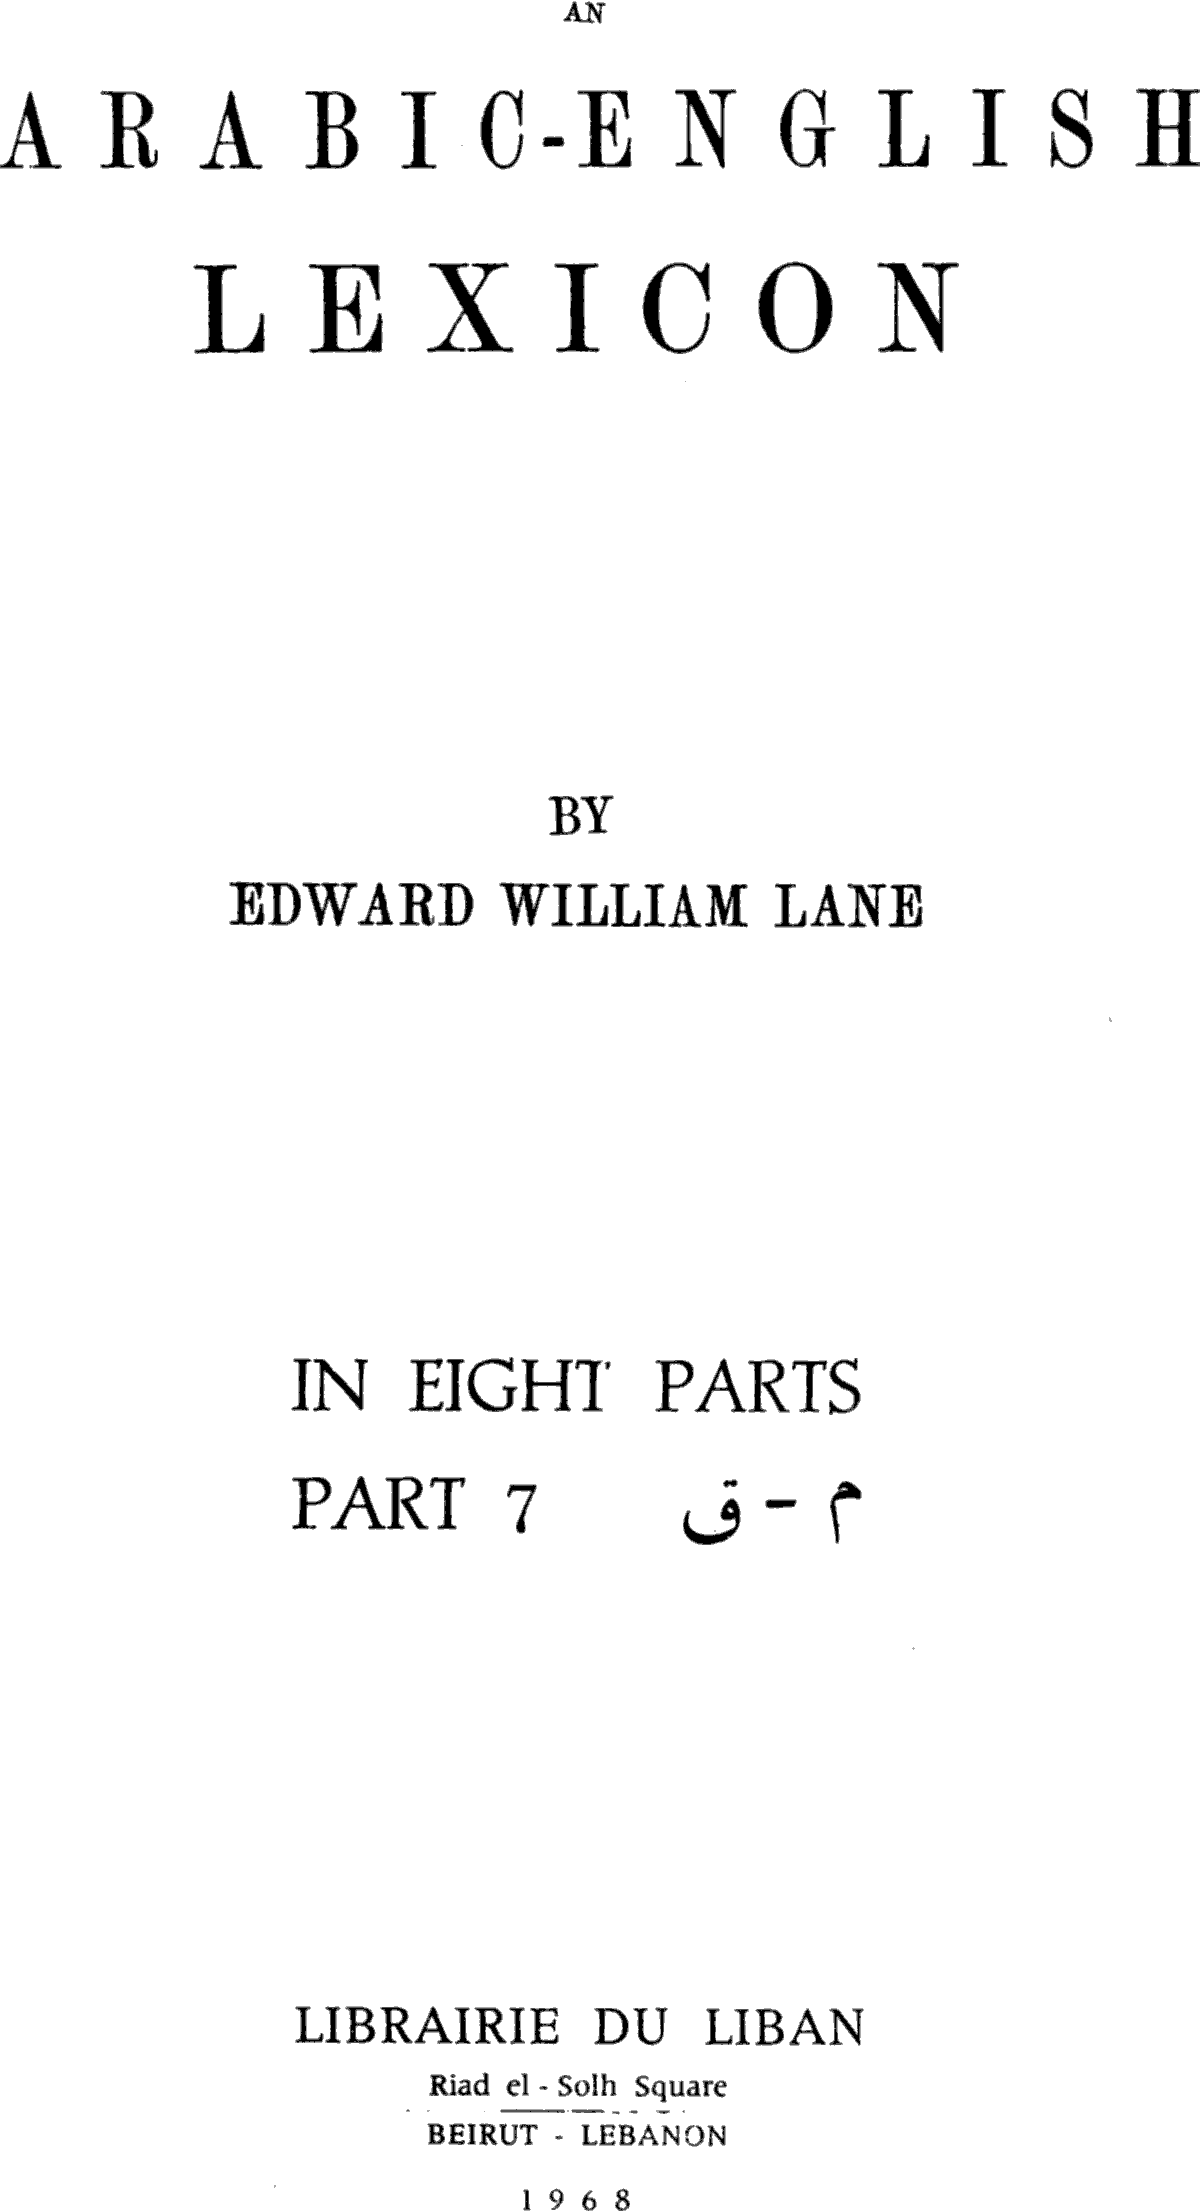 AN
ARABIC-ENGLISH
LEXICON
BY
EDWARD WILLIAM LANE
IN EIGHT PARTS
PART 7 ق - م
LIBRAIRIE DU LIBAN
Riad el - Solh Square
BEIRUT - LEBANON
1968